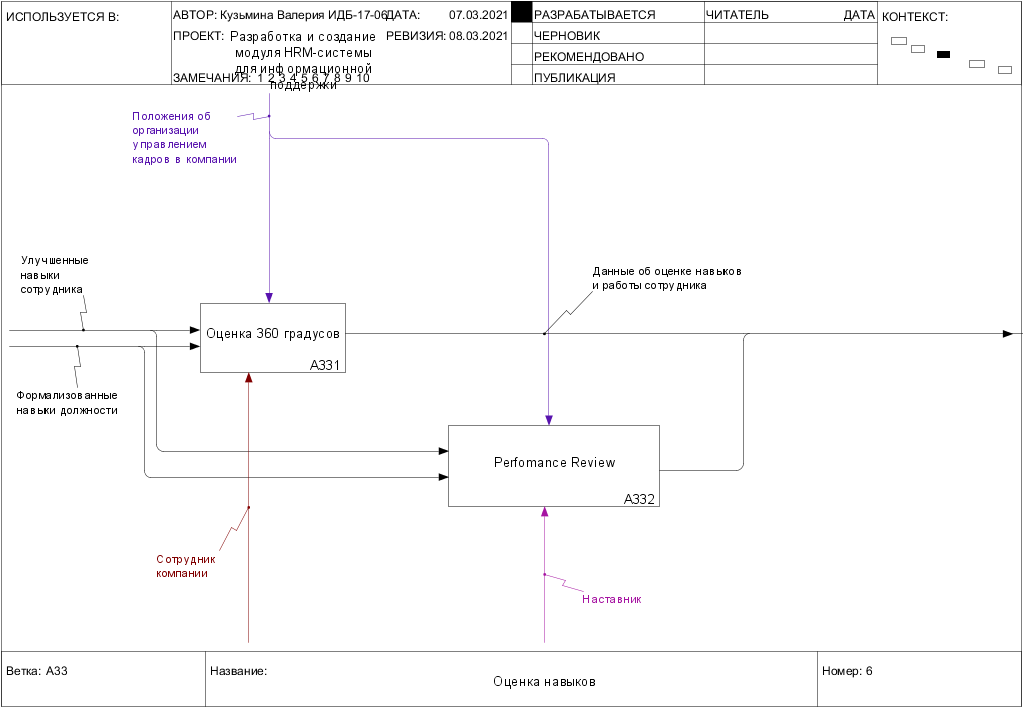 ИСПОЛЬЗУЕТСЯ В:
АВТОР: Кузьмина Валерия ИДБ-17-06
ДАТА: 07.03.2021
ПРОЕКТ: Разработка и создание
модуля HRM-системы
для информационной
поддержки
РЕВИЗИЯ: 08.03.2021
ЗАМЕЧАНИЯ: 1 2 3 4 5 6 7 8 9 10
РАЗРАБАТЫВАЕТСЯ
ЧЕРНОВИК
РЕКОМЕНДОВАНО
ПУБЛИКАЦИЯ
ЧИТАТЕЛЬ
ДАТА
КОНТЕКСТ:
Положения об
организации
управлением
кадров в компании
Улучшенные
навыки
сотрудника
Данные об оценке навыков
и работы сотрудника
Оценка 360 градусов
A331
Формализованные
навыки должности
Perfomance Review
A332
Сотрудник
компании
Наставник
Ветка: A33
Название:
Оценка навыков
Номер: 6